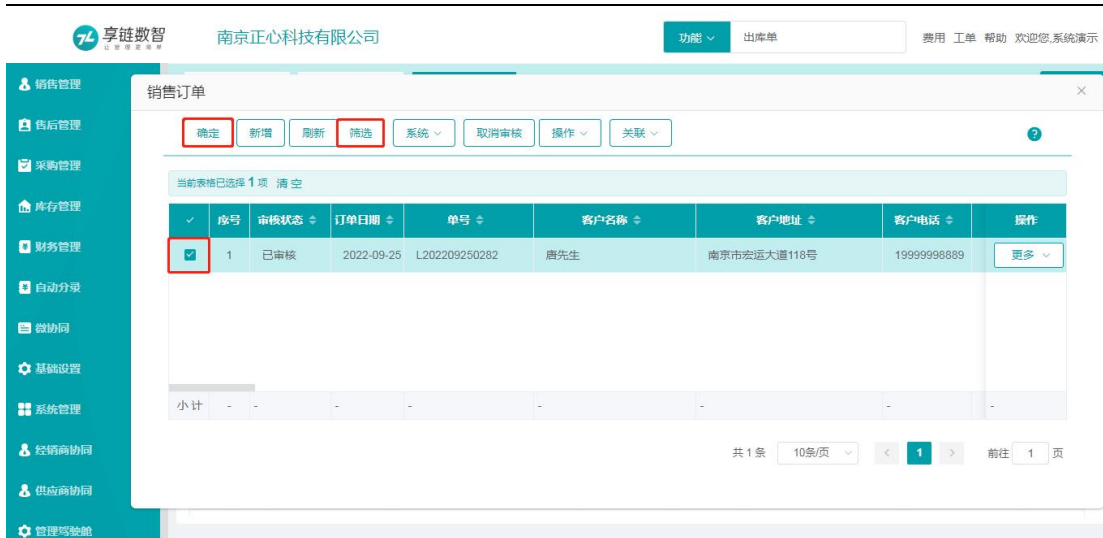 享链数智 南京正心科技有限公司 功能 出库单 费用 工单 帮助 欢迎您,系统演示
让管理更简单
销售管理
售后管理
采购管理
库存管理
财务管理
自动分录
微协同
基础设置
系统管理
经销商协同
供应商协同
管理驾驶舱
销售订单
确定 新增 刷新 筛选 系统 取消审核 操作 关联
当前表格已选择 1 项 清空
序号 审核状态 订单日期 单号 客户名称 客户地址 客户电话 操作
1 已审核 2022-09-25 L202209250282 唐先生 南京市宏运大道118号 19999998889 更多
小计 - - - - - - - -
共 1 条 10条/页 < 1 > 前往 1 页